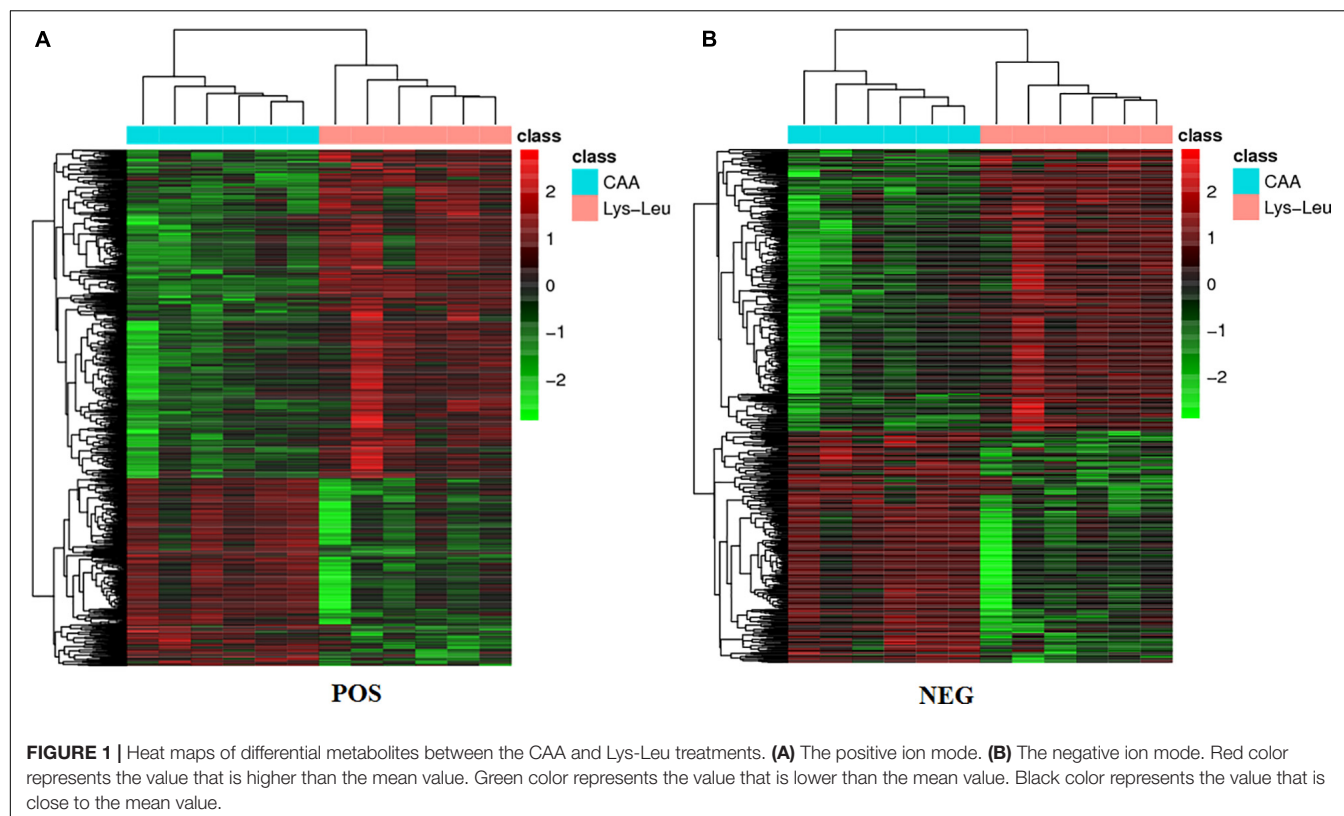 A
class
2
1
0
−1
−2
class
CAA
Lys−Leu
POS
B
class
2
1
0
−1
−2
class
CAA
Lys−Leu
NEG
FIGURE 1 | Heat maps of differential metabolites between the CAA and Lys-Leu treatments. (A) The positive ion mode. (B) The negative ion mode. Red color
represents the value that is higher than the mean value. Green color represents the value that is lower than the mean value. Black color represents the value that is
close to the mean value.